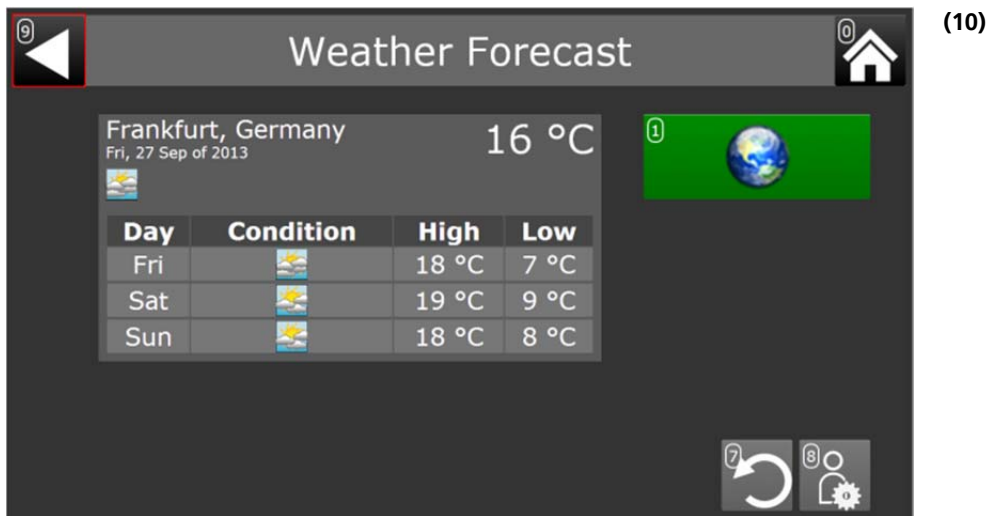 9
Weather Forecast
0
(10)
Frankfurt, Germany
16 °C
Fri, 27 Sep of 2013
1
Day Condition High Low
Fri 18 °C 7 °C
Sat 19 °C 9 °C
Sun 18 °C 8 °C
7
8